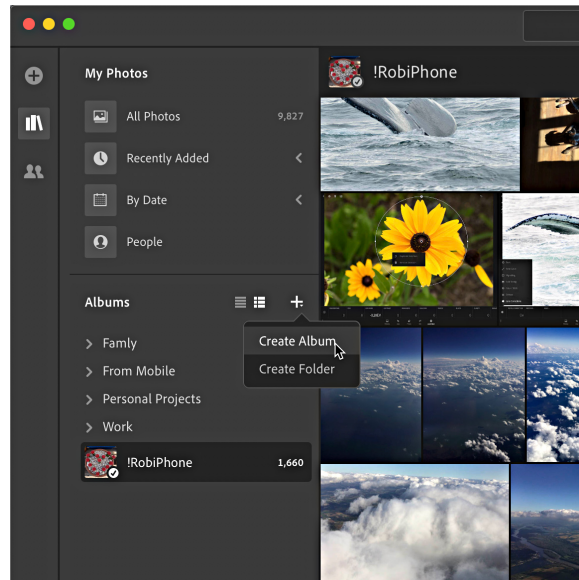 My Photos
!RobiPhone
All Photos 9,827
Recently Added
By Date
People
Albums
Create Album
Create Folder
Famly
From Mobile
Personal Projects
Work
!RobiPhone 1,660